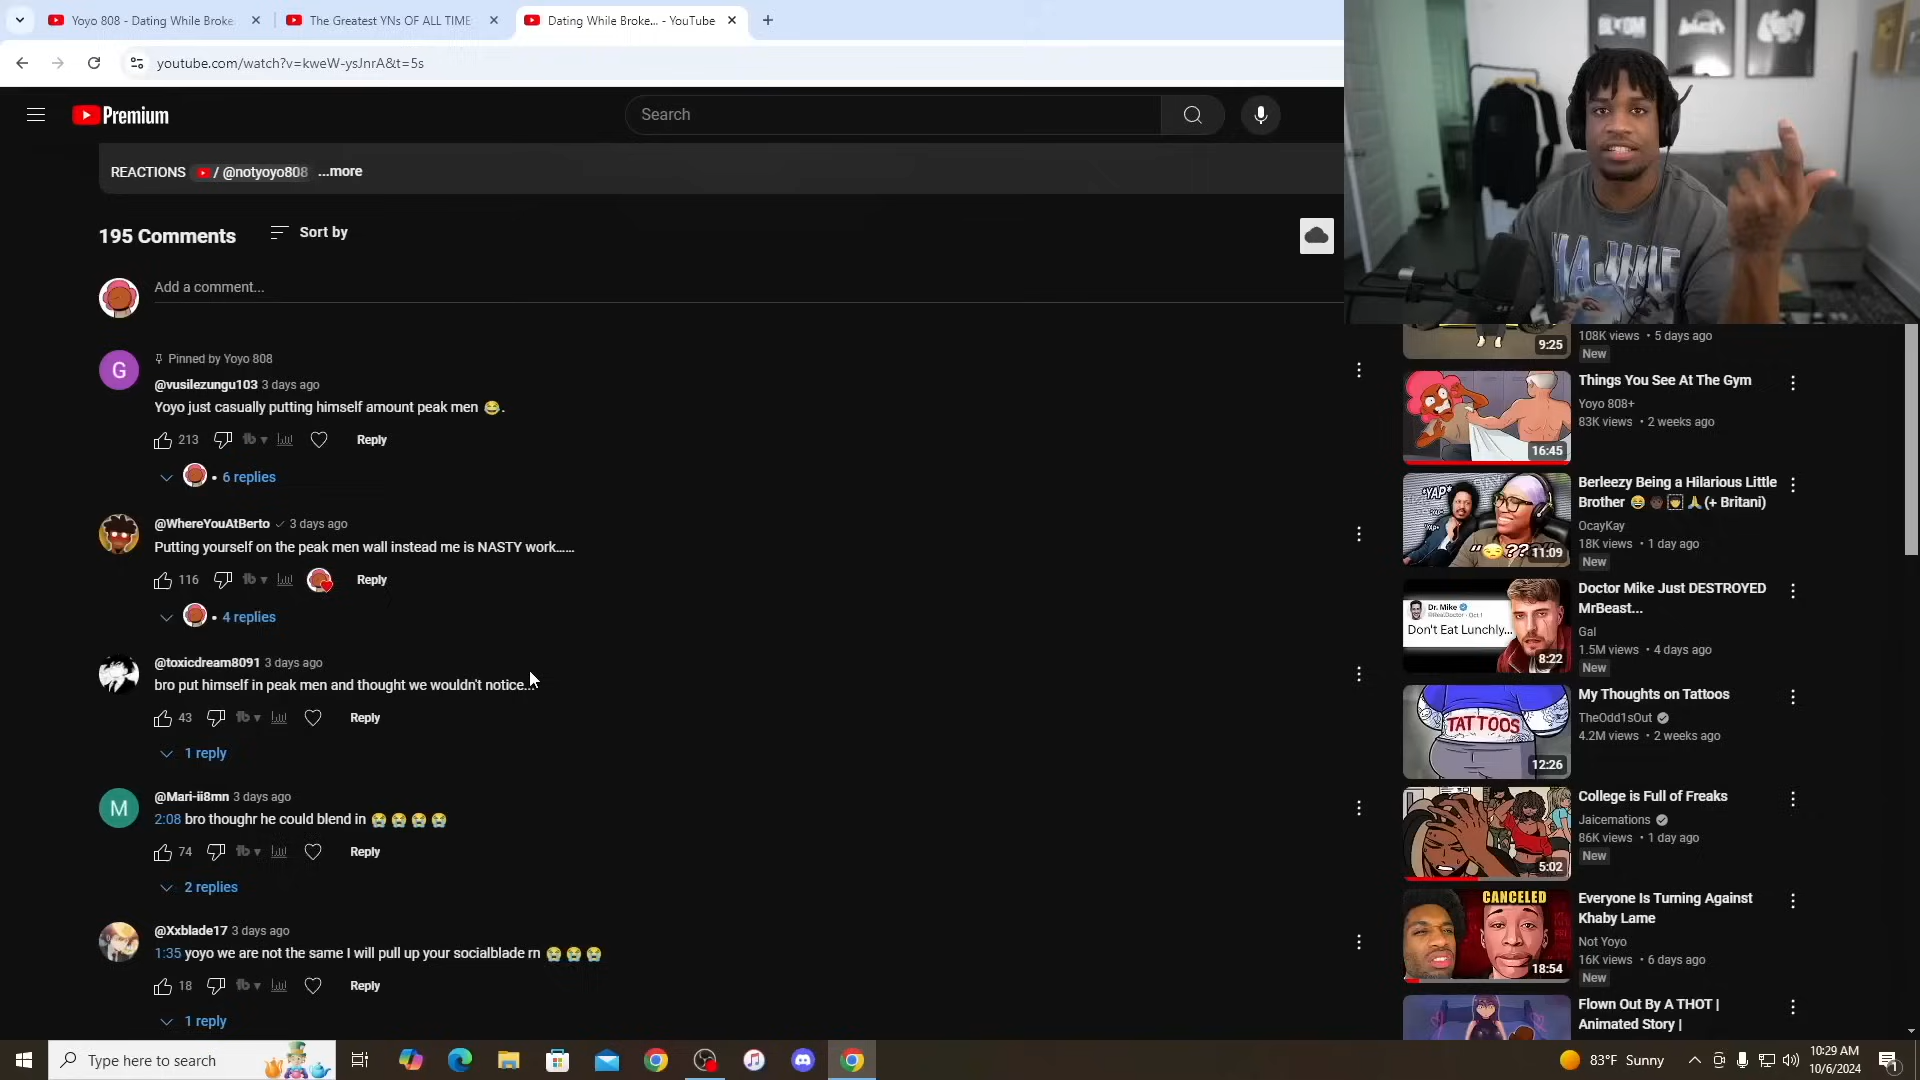 Yoyo 808 - Dating While Broke
The Greatest YNs OF ALL TIME
Dating While Broke... - YouTube
youtube.com/watch?v=kweW-ysJnrA&t=5s
Premium
Search
REACTIONS / @notyoyo808 ...more
195 Comments
Sort by
Add a comment...
G
Pinned by Yoyo 808
@vusilezungu103 3 days ago
Yoyo just casually putting himself amount peak men 😂.
213
Reply
6 replies
@WhereYouAtBerto 3 days ago
Putting yourself on the peak men wall instead me is NASTY work......
116
Reply
4 replies
@toxicdream8091 3 days ago
bro put himself in peak men and thought we wouldn't notice...
43
Reply
1 reply
M
@Mari-ii8mn 3 days ago
2:08 bro thoughr he could blend in 😭 😭 😭 😭
74
Reply
2 replies
@Xxblade17 3 days ago
1:35 yoyo we are not the same I will pull up your socialblade rn 😭 😭 😭
18
Reply
1 reply
9:25
108K views • 5 days ago
New
16:45
Things You See At The Gym
Yoyo 808+
83K views • 2 weeks ago
*YAP*
11:09
Berleezy Being a Hilarious Little
Brother 😂 (+ Britani)
OcayKay
18K views • 1 day ago
New
Dr. Mike
Don't Eat Lunchly...
8:22
Doctor Mike Just DESTROYED
MrBeast...
Gal
1.5M views • 4 days ago
New
TATTOOS
12:26
My Thoughts on Tattoos
TheOdd1sOut
4.2M views • 2 weeks ago
5:02
College is Full of Freaks
Jaicemations
86K views • 1 day ago
New
CANCELED
18:54
Everyone Is Turning Against
Khaby Lame
Not Yoyo
16K views • 6 days ago
New
Flown Out By A THOT |
Animated Story |
Type here to search
83°F Sunny
10:29 AM
10/6/2024
1